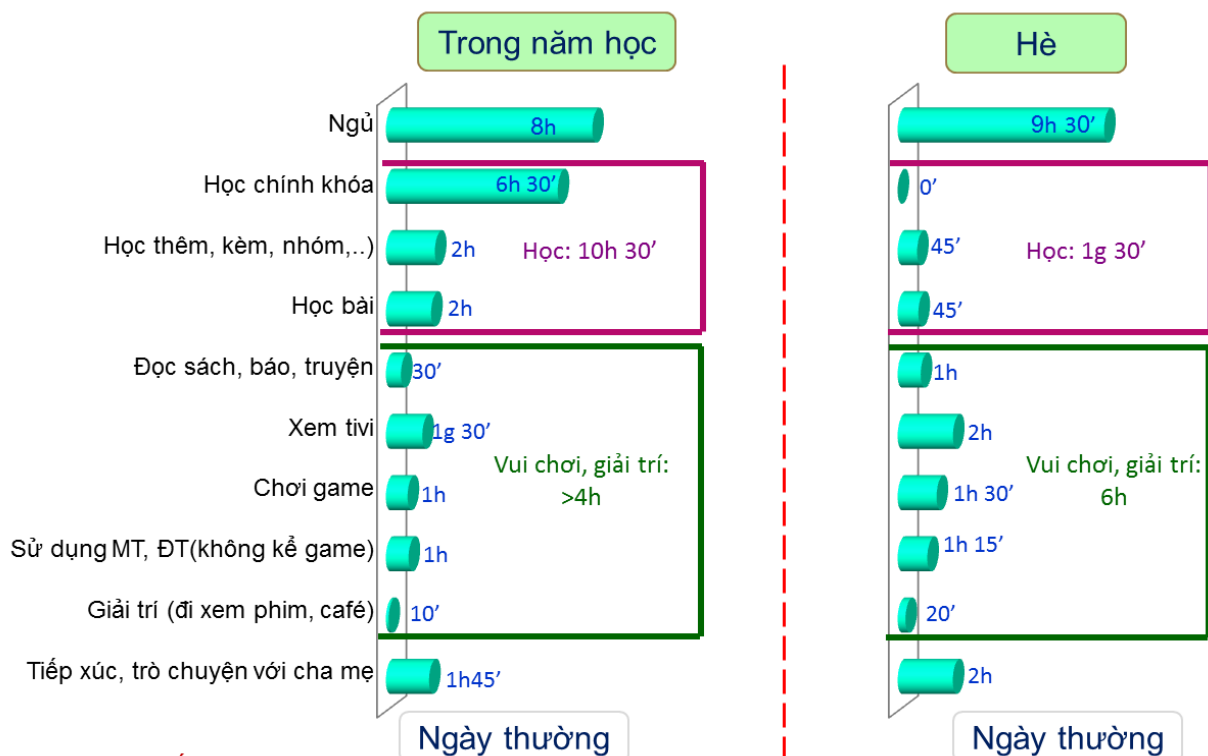 Trong năm học
Hè
Ngủ
8h
9h 30’
Học chính khóa
6h 30’
0’
Học thêm, kèm, nhóm,..)
2h
Học: 10h 30’
45’
Học: 1g 30’
Học bài
2h
45’
Đọc sách, báo, truyện
30’
1h
Xem tivi
1g 30’
2h
Vui chơi, giải trí:
>4h
Vui chơi, giải trí:
6h
Chơi game
1h
1h 30’
Sử dụng MT, ĐT(không kể game)
1h
1h 15’
Giải trí (đi xem phim, café)
10’
20’
Tiếp xúc, trò chuyện với cha mẹ
1h45’
2h
Ngày thường
Ngày thường